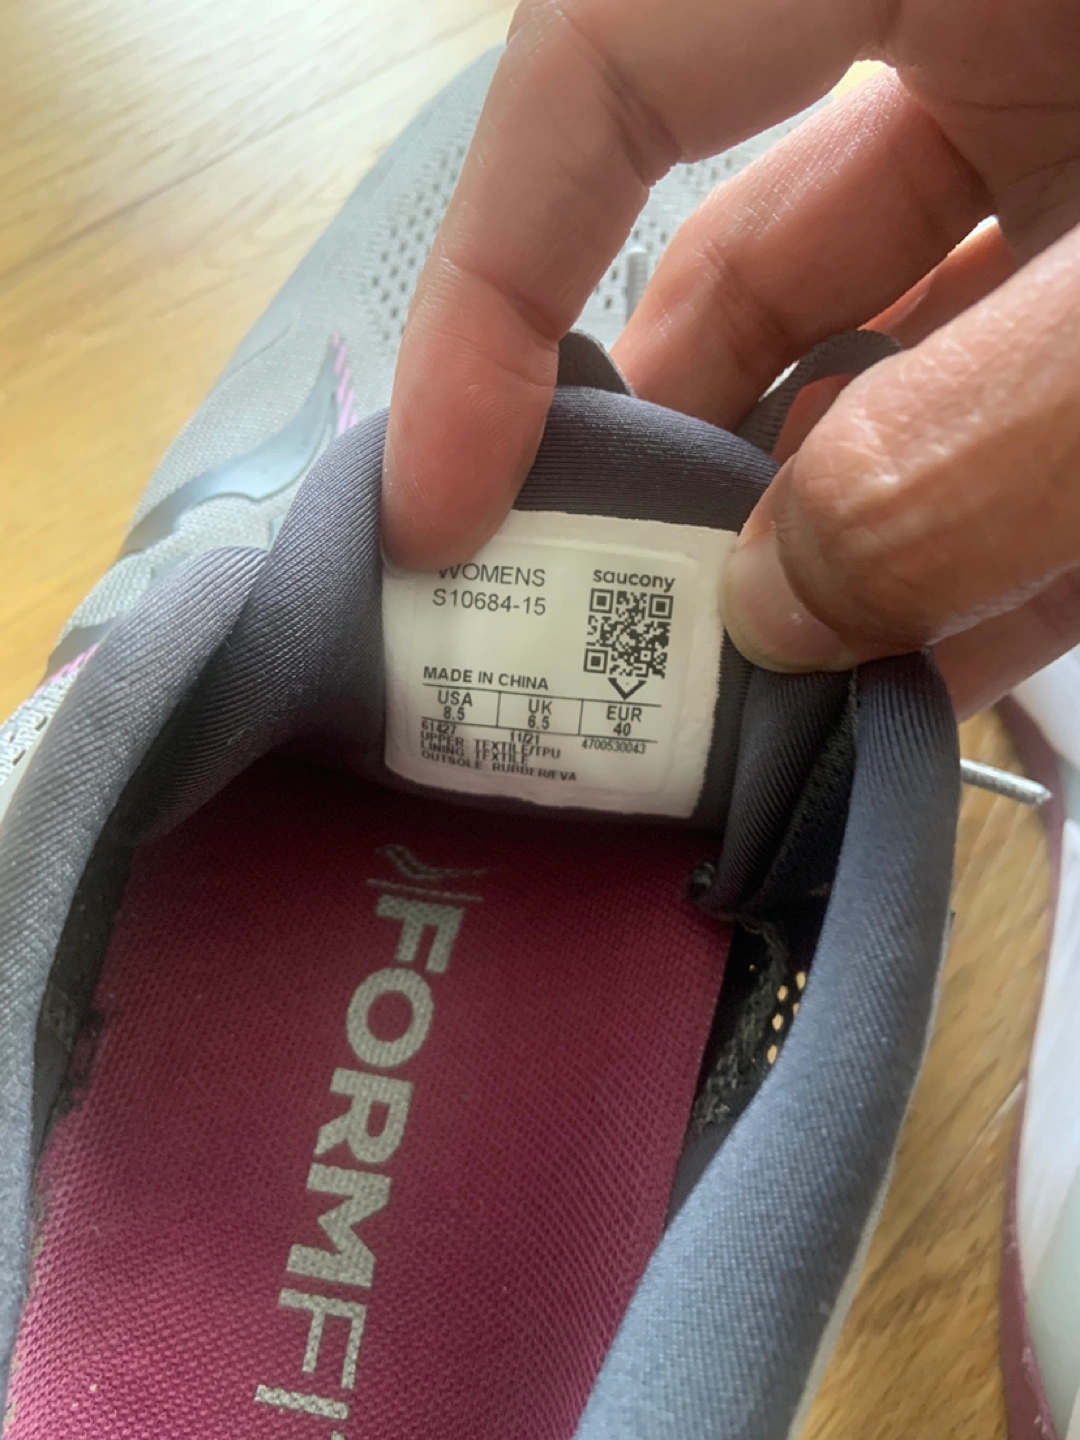 WOMENS
S10684-15
saucony
MADE IN CHINA
USA UK EUR
8.5 6.5 40
61427 11/21 4700530043
UPPER TEXTILE/TPU
LINING TEXTILE
OUTSOLE RUBBER/EVA
FORMFI